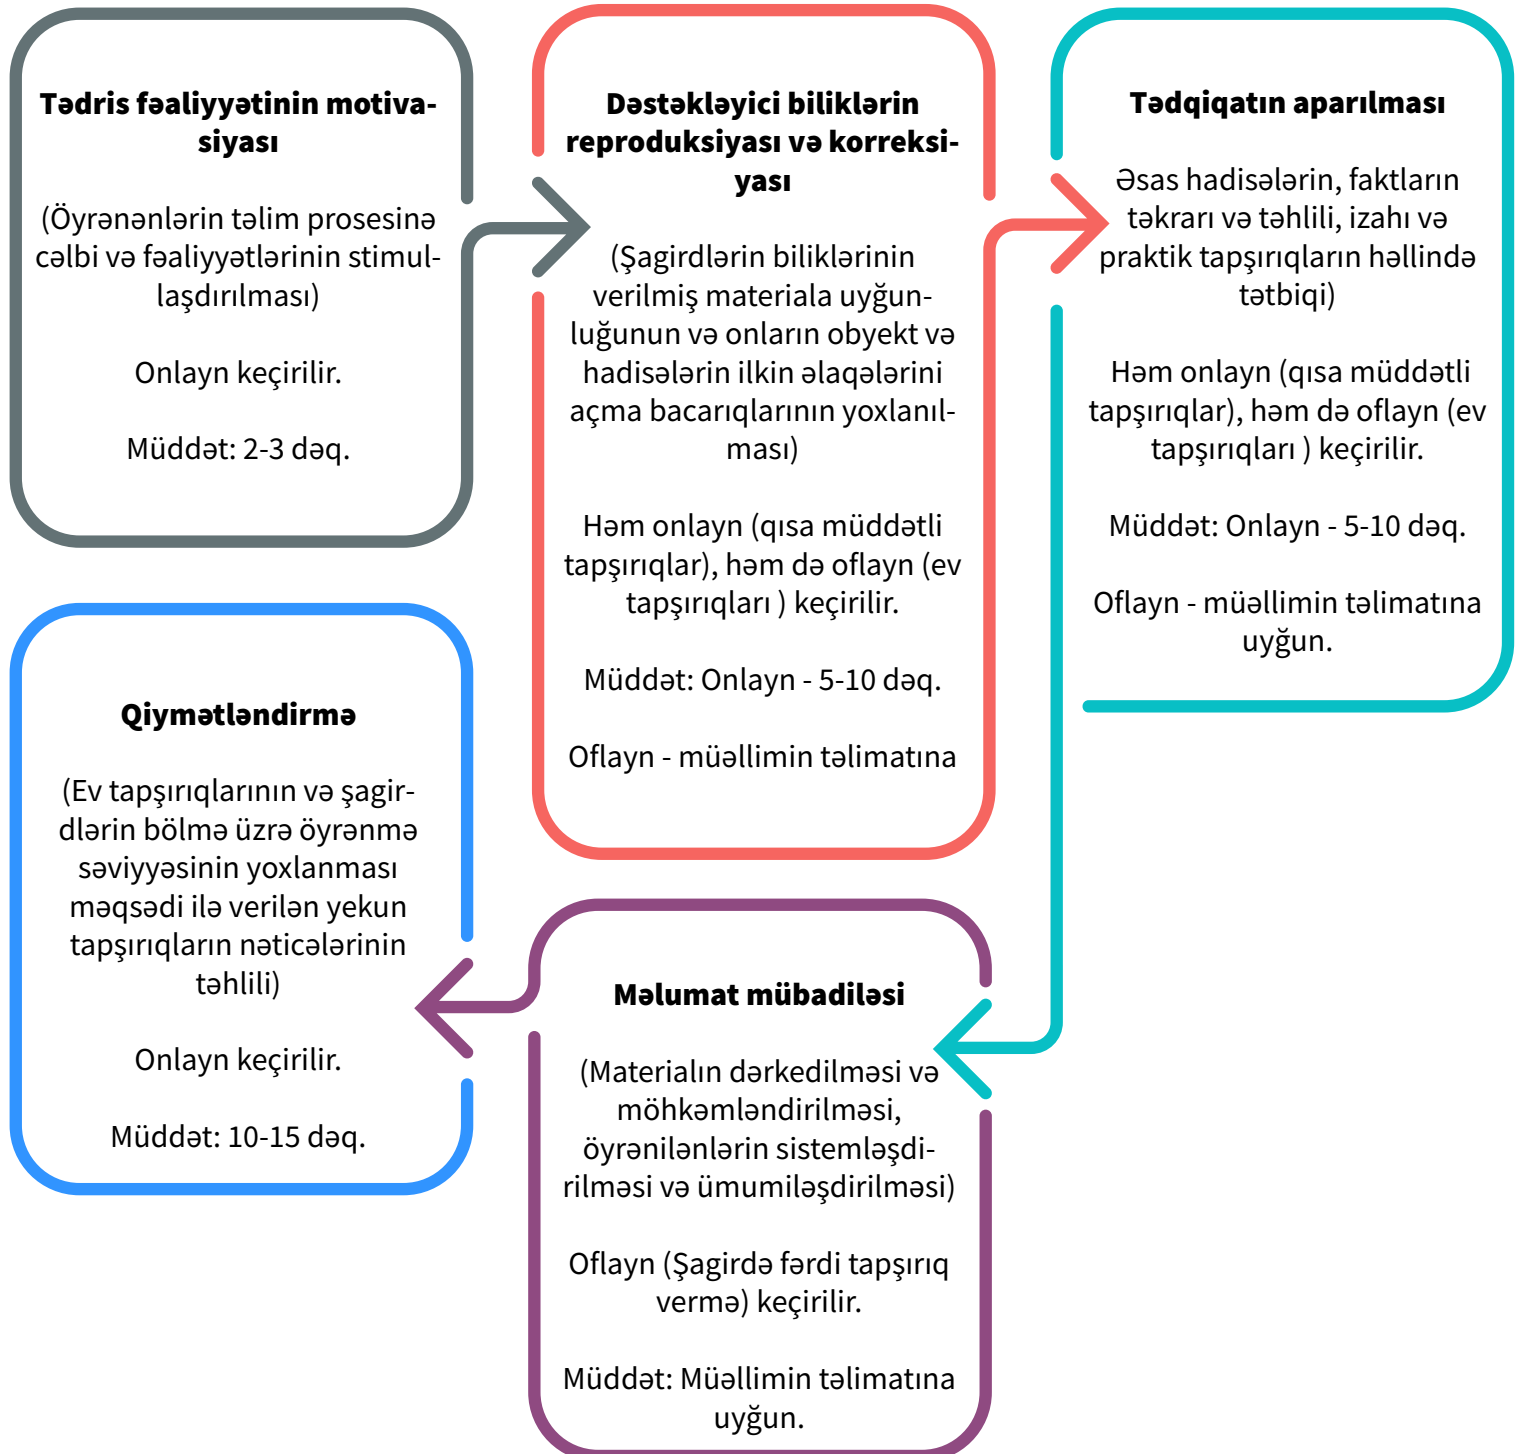 Tədris fəaliyyətinin motiva-
siyası
(Öyrənənlərin təlim prosesinə
cəlbi və fəaliyyətlərinin stimul-
laşdırılması)
Onlayn keçirilir.
Müddət: 2-3 dəq.
Dəstəkləyici biliklərin
reproduksiyası və korreksi-
yası
(Şagirdlərin biliklərinin
verilmiş materiala uyğun-
luğunun və onların obyekt və
hadisələrin ilkin əlaqələrini
açma bacarıqlarının yoxlanıl-
ması)
Həm onlayn (qısa müddətli
tapşırıqlar), həm də oflayn (ev
tapşırıqları ) keçirilir.
Müddət: Onlayn - 5-10 dəq.
Oflayn - müəllimin təlimatına
Tədqiqatın aparılması
Əsas hadisələrin, faktların
təkrarı və təhlili, izahı və
praktik tapşırıqların həllində
tətbiqi)
Həm onlayn (qısa müddətli
tapşırıqlar), həm də oflayn (ev
tapşırıqları ) keçirilir.
Müddət: Onlayn - 5-10 dəq.
Oflayn - müəllimin təlimatına
uyğun.
Məlumat mübadiləsi
(Materialın dərkedilməsi və
möhkəmləndirilməsi,
öyrənilənlərin sistemləşdi-
rilməsi və ümumiləşdirilməsi)
Oflayn (Şagirdə fərdi tapşırıq
vermə) keçirilir.
Müddət: Müəllimin təlimatına
uyğun.
Qiymətləndirmə
(Ev tapşırıqlarının və şagir-
dlərin bölmə üzrə öyrənmə
səviyyəsinin yoxlanması
məqsədi ilə verilən yekun
tapşırıqların nəticələrinin
təhlili)
Onlayn keçirilir.
Müddət: 10-15 dəq.